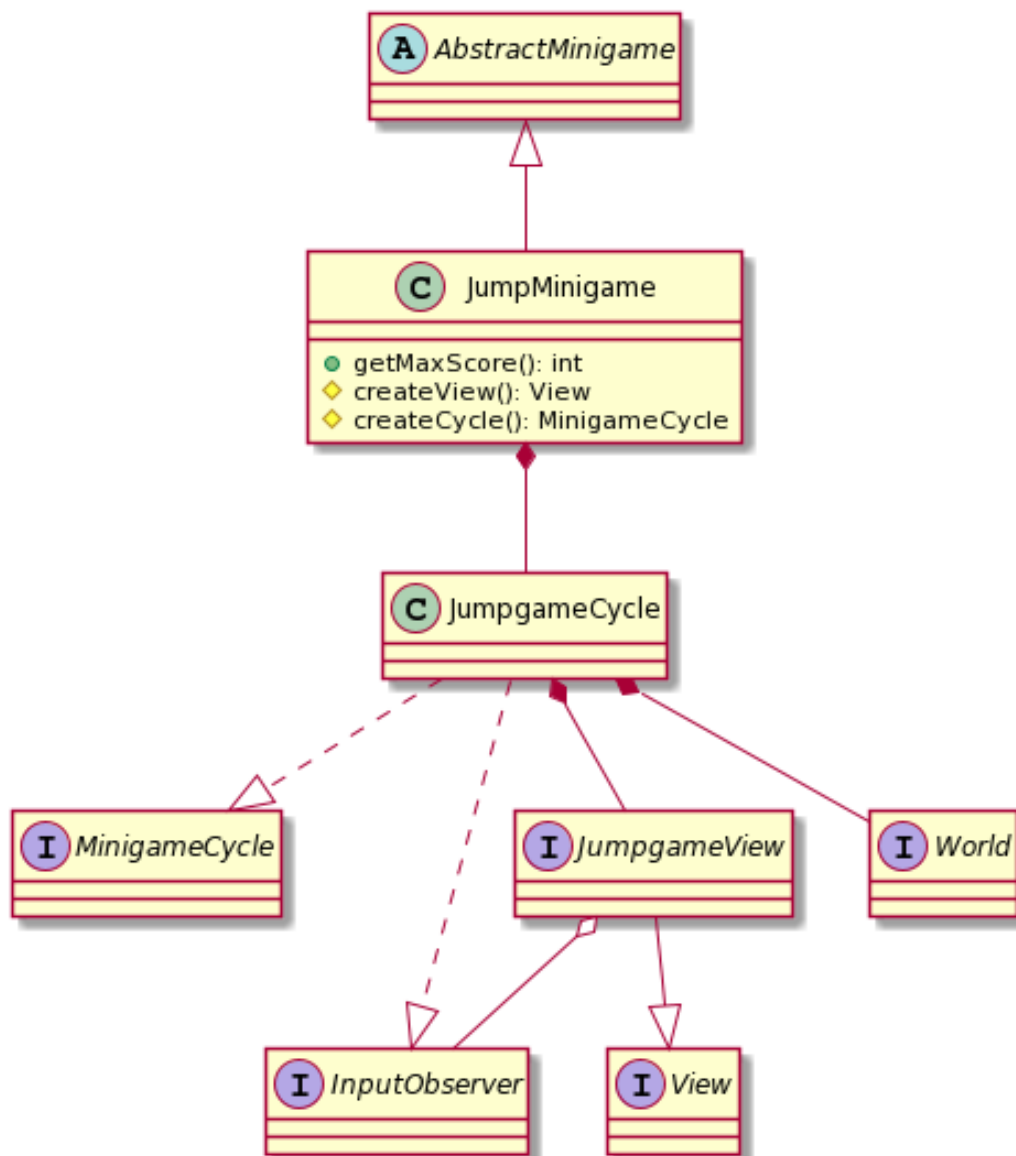 A AbstractMinigame
C JumpMinigame
getMaxScore(): int
createView(): View
createCycle(): MinigameCycle
C JumpgameCycle
I MinigameCycle
I JumpgameView
I World
I InputObserver
I View